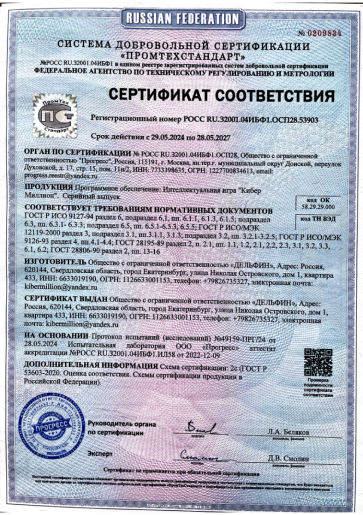 RUSSIAN FEDERATION
№ 0209834
СИСТЕМА ДОБРОВОЛЬНОЙ СЕРТИФИКАЦИИ
«ПРОМТЕХСТАНДАРТ»
№РОСС RU.32001.04ИБФ1 в едином реестре зарегистрированных систем добровольной сертификации
ФЕДЕРАЛЬНОЕ АГЕНТСТВО ПО ТЕХНИЧЕСКОМУ РЕГУЛИРОВАНИЮ И МЕТРОЛОГИИ
ПромТех
ПС
стандарт
СЕРТИФИКАТ СООТВЕТСТВИЯ
Регистрационный номер РОСС RU.32001.04ИБФ1.ОСП28.53903
Срок действия с 29.05.2024 по 28.05.2027
ОРГАН ПО СЕРТИФИКАЦИИ № РОСС RU.32001.04ИБФ1.ОСП28, Общество с ограниченной
ответственностью "Прогресс", Россия, 115191, г. Москва, вн.тер.г. муниципальный округ Донской, переулок
Духовской, д. 17, стр. 15, пом. 11н/2, ИНН: 7733398635, ОГРН: 1227700834613, email:
progress.reestr@yandex.ru
ПРОДУКЦИЯ Программное обеспечение: Интеллектуальная игра "Кибер
Миллион". Серийный выпуск
код ОК
58.29.29.000
СООТВЕТСТВУЕТ ТРЕБОВАНИЯМ НОРМАТИВНЫХ ДОКУМЕНТОВ
код ТН ВЭД
ГОСТ Р ИСО 9127-94 раздел 6, подраздел 6.1, пп. 6.1.1, 6.1.3, 6.1.5; подраздел
6.3, пп. 6.3.1- 6.3.3; подраздел 6.5, пп. 6.5.1-6.5.3, 6.5.5; ГОСТ Р ИСО/МЭК
12119-2000 раздел 3, подраздел 3.1, пп.3.1.1, 3.1.3, подраздел 3.2, пп. 3.2.1-3.2.5; ГОСТ Р ИСО/МЭК
9126-93 раздел 4, пп.4.1-4.4; ГОСТ 28195-89 раздел 2, п. 2.1, пп. 1.1, 1.2, 2.1, 2.2, 2.3, 3.1, 3.2, 3.3,
6.1, 6.2; ГОСТ 28806-90 раздел 2, пп. 13-16
ИЗГОТОВИТЕЛЬ Общество с ограниченной ответственностью «ДЕЛЬФИН», Адрес: Россия,
620144, Свердловская область, город Екатеринбург, улица Николая Островского, дом 1, квартира
433, ИНН: 6633019190, ОГРН: 1126633001153, телефон: +79826735327, электронная почта:
kibermillion@yandex.ru
СЕРТИФИКАТ ВЫДАН Общество с ограниченной ответственностью «ДЕЛЬФИН», Адрес:
Россия, 620144, Свердловская область, город Екатеринбург, улица Николая Островского, дом 1,
квартира 433, ИНН: 6633019190, ОГРН: 1126633001153, телефон: +79826735327, электронная
почта: kibermillion@yandex.ru
НА ОСНОВАНИИ Протокол испытаний (исследований) №49159-ПРГ/24 от
28.05.2024 Испытательная лаборатория ООО «Прогресс» аттестат
аккредитации №РОСС RU.32001.04ИБФ1.ИЛ58 от 2022-12-09
ДОПОЛНИТЕЛЬНАЯ ИНФОРМАЦИЯ Схема сертификации: 2с (ГОСТ Р
53603-2020. Оценка соответствия. Схемы сертификации продукции в
Российской Федерации).
ПРОГРЕСС
Руководитель органа
по сертификации
Л.А. Беляков
Эксперт
Д.В. Смолин
Сертификат не применяется при обязательной сертификации